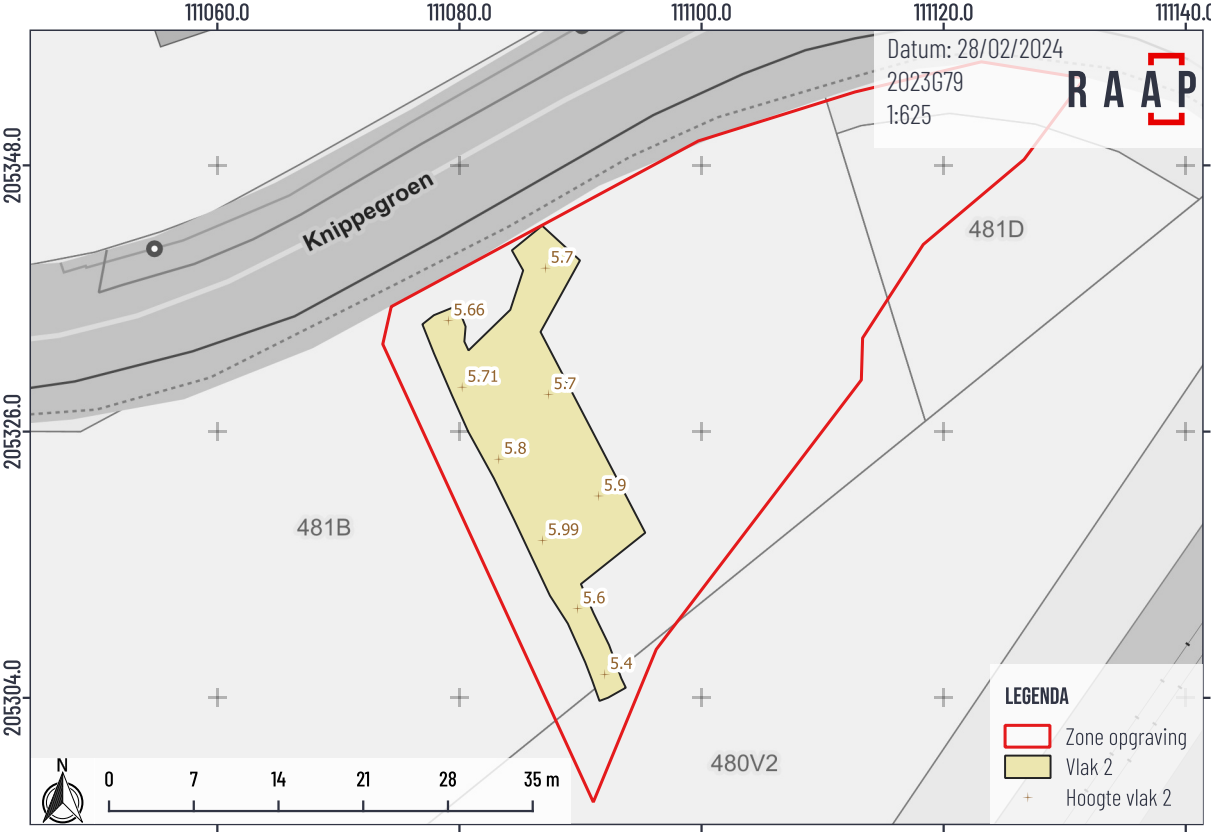 111060.0 111080.0 111100.0 111120.0 111140.0
Datum: 28/02/2024
2023G79
1:625
RAAP
205348.0
205326.0
205304.0
Knippegroen
481D
5.7
5.66
5.71
5.7
5.8
5.9
481B
5.99
5.6
5.4
480V2
LEGENDA
Zone opgraving
Vlak 2
Hoogte vlak 2
N
0 7 14 21 28 35 m